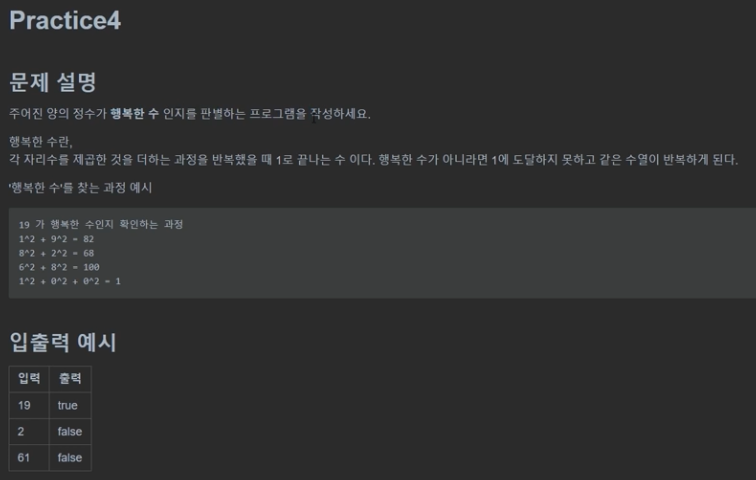 Practice4
문제 설명
주어진 양의 정수가 행복한 수 인지를 판별하는 프로그램을 작성하세요.
행복한 수란,
각 자리수를 제곱한 것을 더하는 과정을 반복했을 때 1로 끝나는 수 이다. 행복한 수가 아니라면 1에 도달하지 못하고 같은 수열이 반복하게 된다.
'행복한 수'를 찾는 과정 예시
19 가 행복한 수인지 확인하는 과정
1^2 + 9^2 = 82
8^2 + 2^2 = 68
6^2 + 8^2 = 100
1^2 + 0^2 + 0^2 = 1
입출력 예시
입력 출력
19 true
2 false
61 false